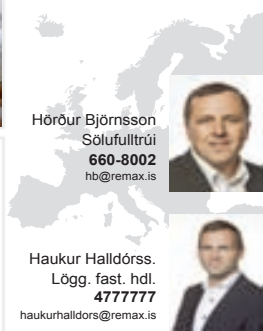 Hörður Björnsson
Sölufulltrúi
660-8002
hb@remax.is
Haukur Halldórss.
Lögg. fast. hdl.
4777777
haukurhalldors@remax.is